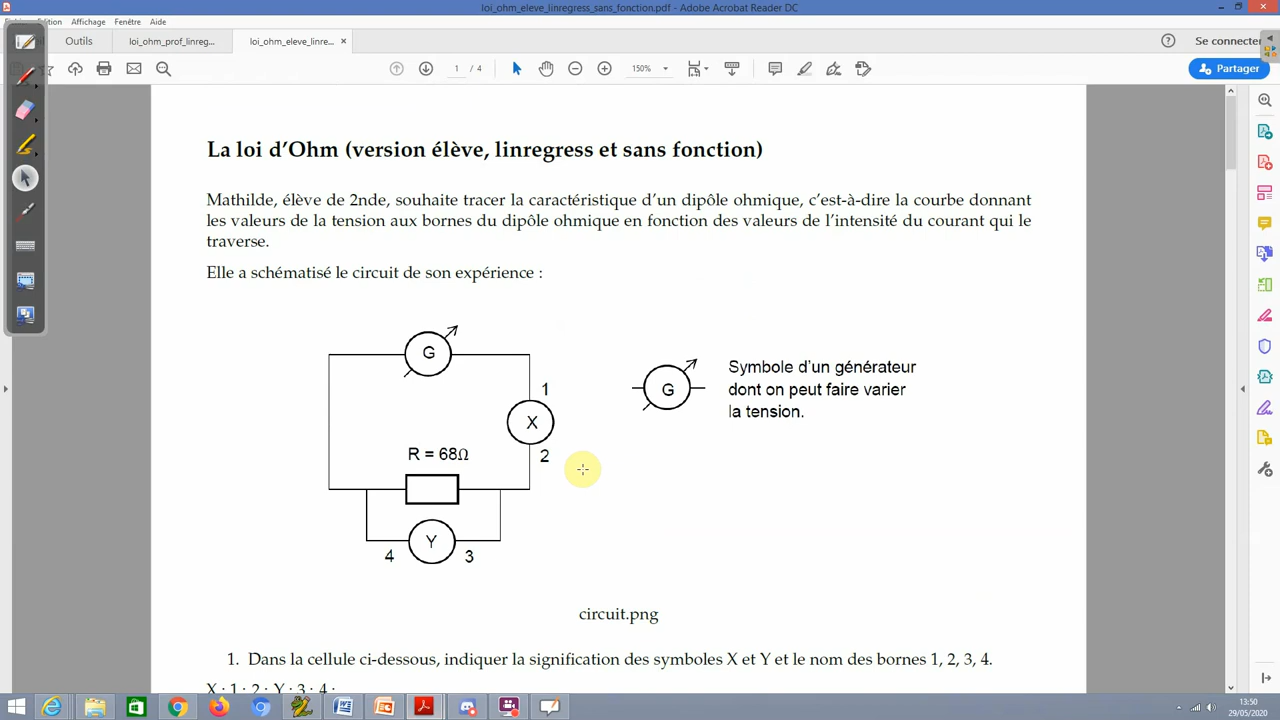 loi_ohm_eleve_linregress_sans_fonction.pdf - Adobe Acrobat Reader DC
Édition Affichage Fenêtre Aide
Outils loi_ohm_prof_linreg... loi_ohm_eleve_linre... × Se connecter
1 / 4 150% Partager
La loi d’Ohm (version élève, linregress et sans fonction)
Mathilde, élève de 2nde, souhaite tracer la caractéristique d’un dipôle ohmique, c’est-à-dire la courbe donnant
les valeurs de la tension aux bornes du dipôle ohmique en fonction des valeurs de l’intensité du courant qui le
traverse.
Elle a schématisé le circuit de son expérience :
G
1
X
2
R = 68Ω
Y
4 3
G
Symbole d'un générateur
dont on peut faire varier
la tension.
circuit.png
1. Dans la cellule ci-dessous, indiquer la signification des symboles X et Y et le nom des bornes 1, 2, 3, 4.
X : 1 : 2 : Y : 3 : 4 :
13:50
29/05/2020